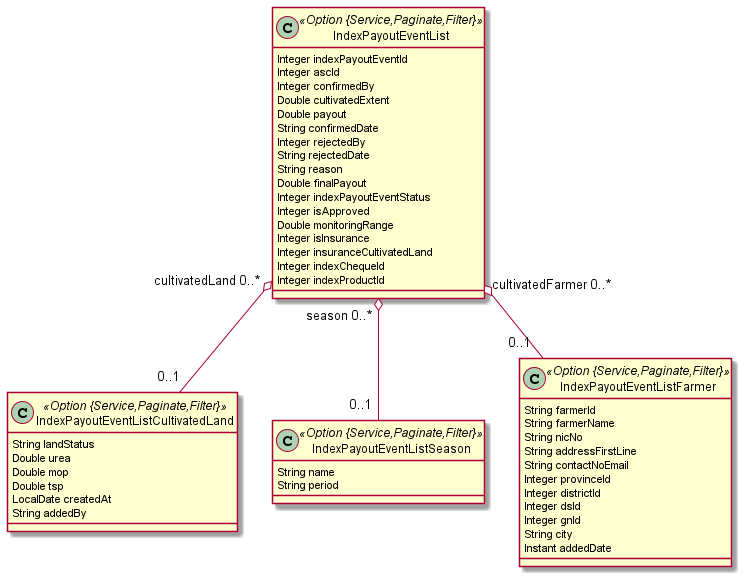 C «Option {Service,Paginate,Filter}»
IndexPayoutEventList
Integer indexPayoutEventId
Integer ascId
Integer confirmedBy
Double cultivatedExtent
Double payout
String confirmedDate
Integer rejectedBy
String rejectedDate
String reason
Double finalPayout
Integer indexPayoutEventStatus
Integer isApproved
Double monitoringRange
Integer isInsurance
Integer insuranceCultivatedLand
Integer indexChequeId
Integer indexProductId
cultivatedLand 0..*
season 0..*
cultivatedFarmer 0..*
0..1
0..1
0..1
C «Option {Service,Paginate,Filter}»
IndexPayoutEventListCultivatedLand
String landStatus
Double urea
Double mop
Double tsp
LocalDate createdAt
String addedBy
C «Option {Service,Paginate,Filter}»
IndexPayoutEventListSeason
String name
String period
C «Option {Service,Paginate,Filter}»
IndexPayoutEventListFarmer
String farmerId
String farmerName
String nicNo
String addressFirstLine
String contactNoEmail
Integer provinceId
Integer districtId
Integer dsId
Integer gnId
String city
Instant addedDate